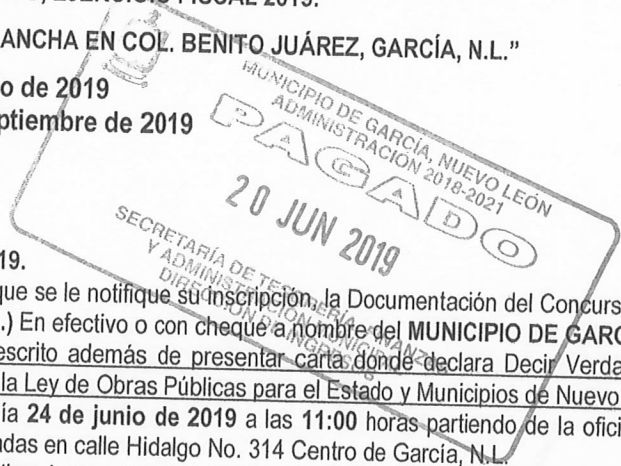 ANCHA EN COL. BENITO JUÁREZ, GARCÍA, N.L.”
o de 2019
ptiembre de 2019
MUNICIPIO DE GARCÍA, NUEVO LEÓN
ADMINISTRACIÓN 2018-2021
PAGADO
20 JUN 2019
SECRETARÍA DE TESORERÍA, FINANZAS
Y ADMINISTRACIÓN MUNICIPAL
DIRECCIÓN DE INGRESOS
19.
que se le notifique su inscripción, la Documentación del Concurs
.) En efectivo o con cheque a nombre del MUNICIPIO DE GARC
escrito además de presentar carta donde declara Decir Verda
la Ley de Obras Públicas para el Estado y Municipios de Nuevo
ía 24 de junio de 2019 a las 11:00 horas partiendo de la ofici
adas en calle Hidalgo No. 314 Centro de García, N.L.